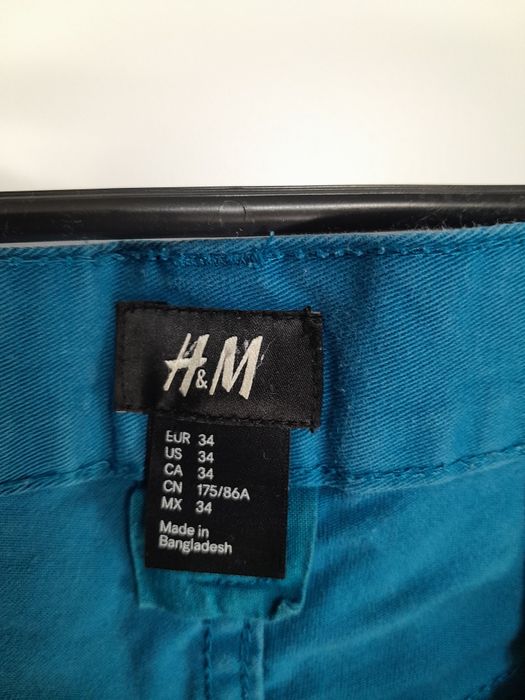 H&M
EUR 34
US 34
CA 34
CN 175/86A
MX 34
Made in
Bangladesh